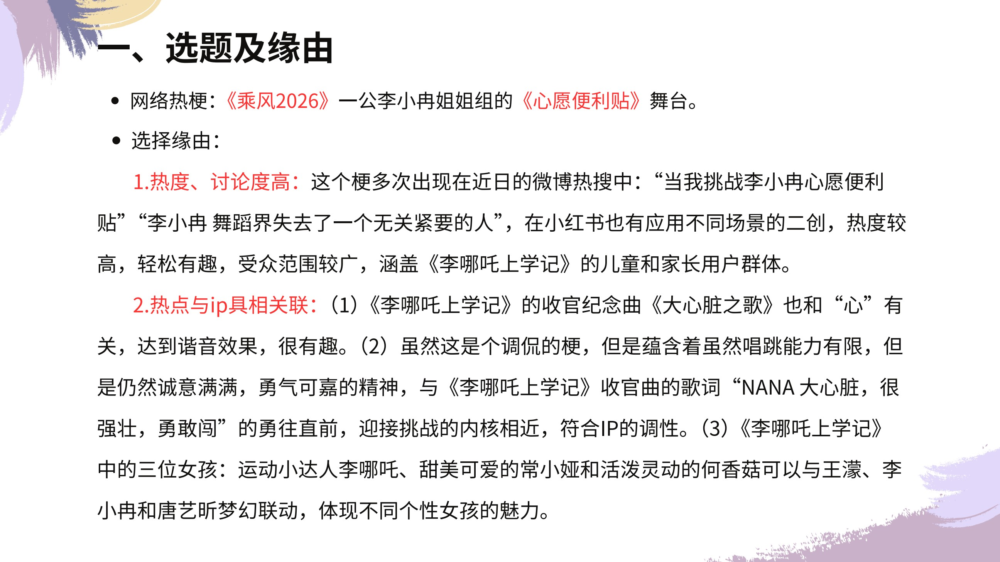 一、选题及缘由
• 网络热梗：《乘风2026》一公李小冉姐姐组的《心愿便利贴》舞台。
• 选择缘由：
1.热度、讨论度高：这个梗多次出现在近日的微博热搜中：“当我挑战李小冉心愿便利
贴”“李小冉 舞蹈界失去了一个无关紧要的人”，在小红书也有应用不同场景的二创，热度较
高，轻松有趣，受众范围较广，涵盖《李哪吒上学记》的儿童和家长用户群体。
2.热点与ip具相关联：（1）《李哪吒上学记》的收官纪念曲《大心脏之歌》也和“心”有
关，达到谐音效果，很有趣。（2）虽然这是个调侃的梗，但是蕴含着虽然唱跳能力有限，但
是仍然诚意满满，勇气可嘉的精神，与《李哪吒上学记》收官曲的歌词“NANA 大心脏，很
强壮，勇敢闯”的勇往直前，迎接挑战的内核相近，符合IP的调性。（3）《李哪吒上学记》
中的三位女孩：运动小达人李哪吒、甜美可爱的常小娅和活泼灵动的何香菇可以与王濛、李
小冉和唐艺昕梦幻联动，体现不同个性女孩的魅力。